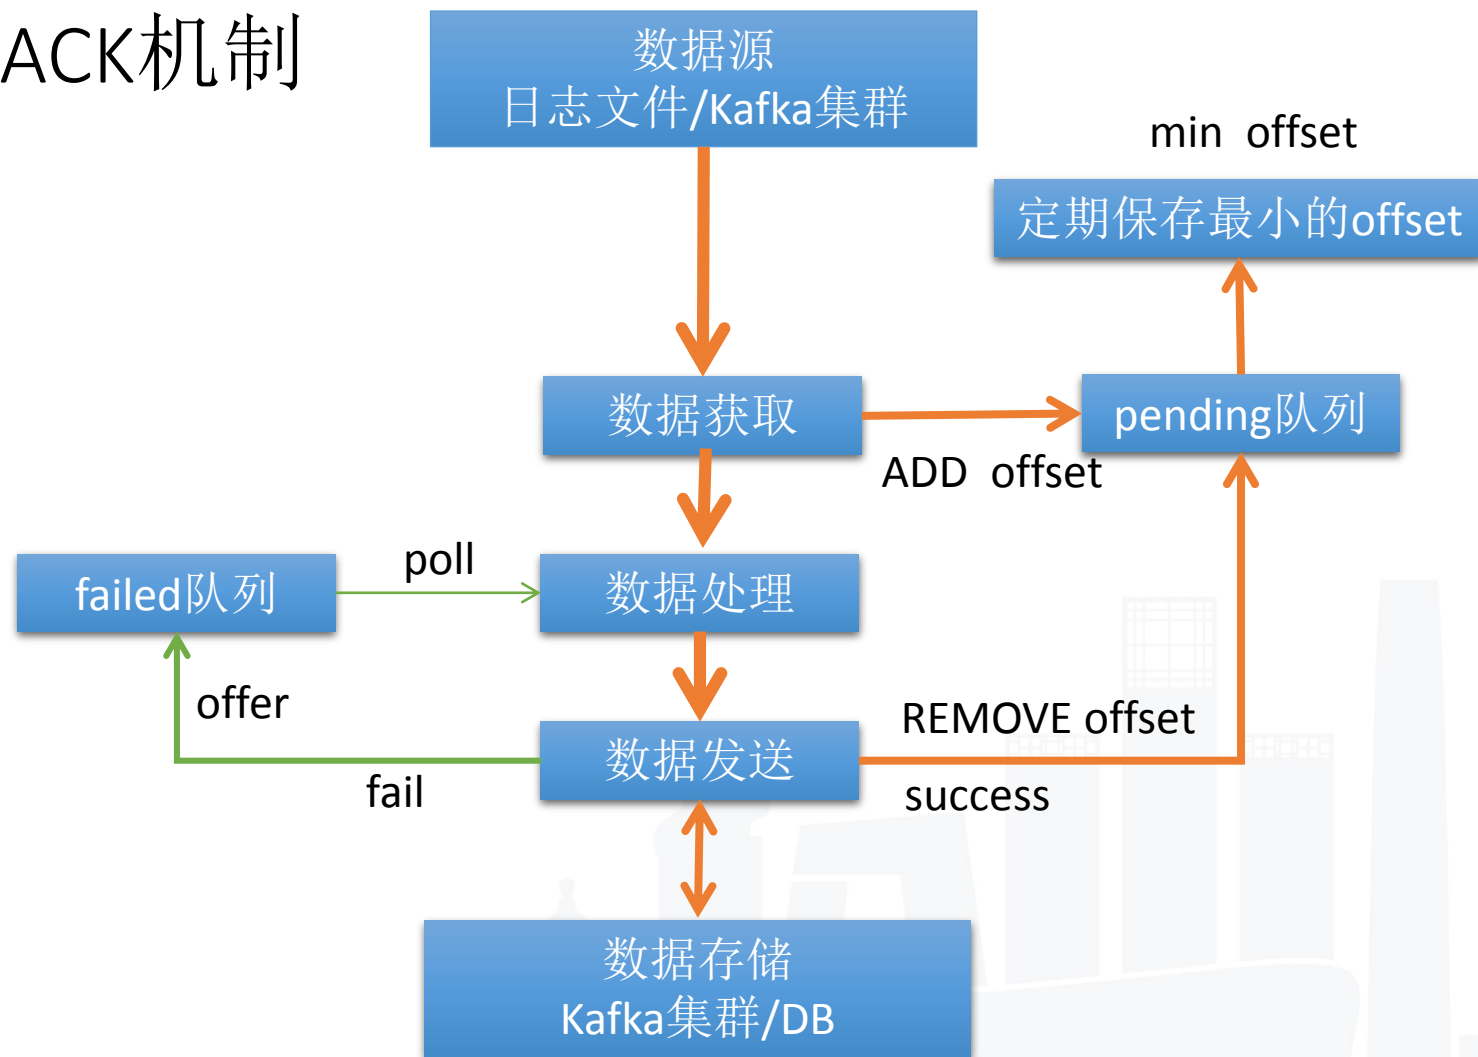 ACK机制
数据源
日志文件/Kafka集群
min offset
定期保存最小的offset
数据获取
pending队列
ADD offset
failed队列
poll
数据处理
offer
REMOVE offset
数据发送
fail
success
数据存储
Kafka集群/DB